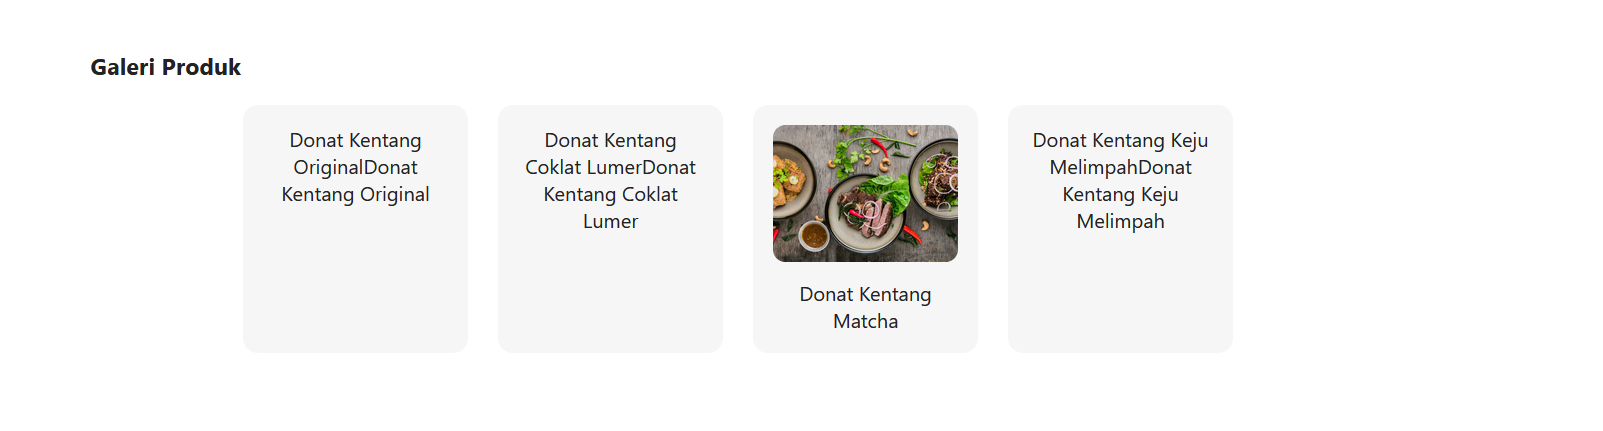 Galeri Produk
Donat Kentang
OriginalDonat
Kentang Original
Donat Kentang
Coklat LumerDonat
Kentang Coklat
Lumer
Donat Kentang
Matcha
Donat Kentang Keju
MelimpahDonat
Kentang Keju
Melimpah